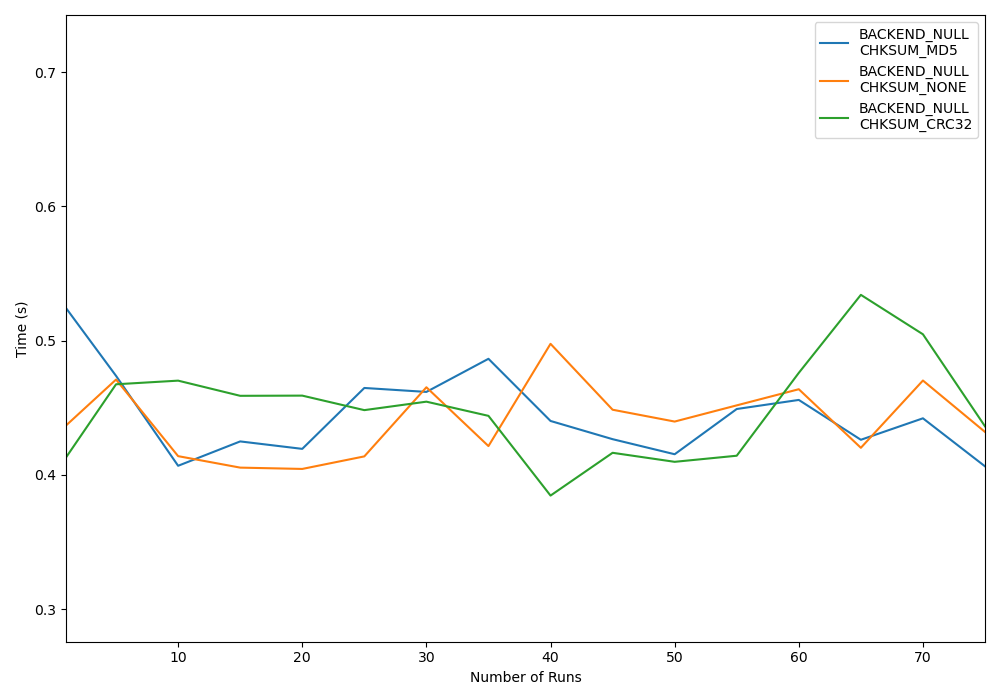 BACKEND_NULL
CHKSUM_MD5
BACKEND_NULL
CHKSUM_NONE
BACKEND_NULL
CHKSUM_CRC32
0.7
0.6
0.5
0.4
0.3
Time (s)
10 20 30 40 50 60 70
Number of Runs